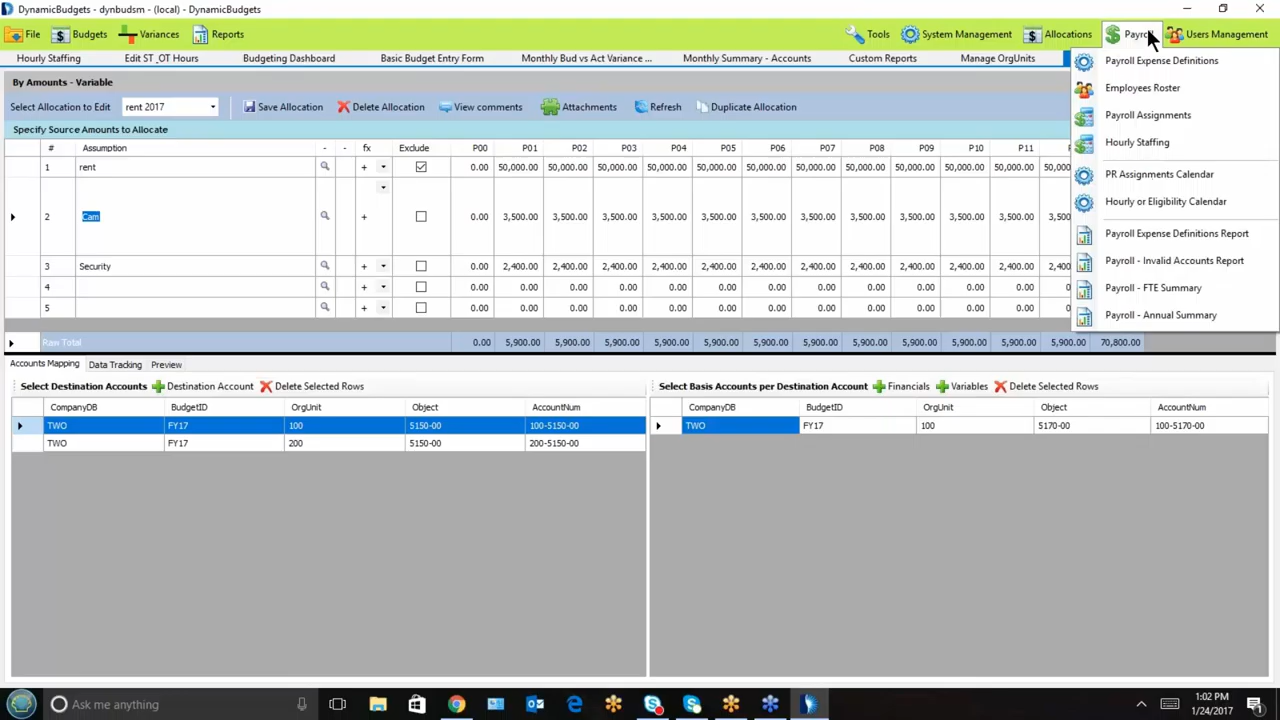 DynamicBudgets - dynbudsm - (local) - DynamicBudgets
File Budgets Variances Reports Tools System Management Allocations Payroll Users Management
Hourly Staffing Edit ST_OT Hours Budgeting Dashboard Basic Budget Entry Form Monthly Bud vs Act Variance ... Monthly Summary - Accounts Custom Reports Manage OrgUnits
Payroll Expense Definitions
Employees Roster
Payroll Assignments
Hourly Staffing
PR Assignments Calendar
Hourly or Eligibility Calendar
Payroll Expense Definitions Report
Payroll - Invalid Accounts Report
Payroll - FTE Summary
Payroll - Annual Summary
By Amounts - Variable
Select Allocation to Edit rent 2017 Save Allocation Delete Allocation View comments Attachments Refresh Duplicate Allocation
Specify Source Amounts to Allocate
# Assumption - - fx Exclude P00 P01 P02 P03 P04 P05 P06 P07 P08 P09 P10 P11
1 rent + 0.00 50,000.00 50,000.00 50,000.00 50,000.00 50,000.00 50,000.00 50,000.00 50,000.00 50,000.00 50,000.00 50,000.00
2 Cam + 0.00 3,500.00 3,500.00 3,500.00 3,500.00 3,500.00 3,500.00 3,500.00 3,500.00 3,500.00 3,500.00 3,500.00
3 Security + 0.00 2,400.00 2,400.00 2,400.00 2,400.00 2,400.00 2,400.00 2,400.00 2,400.00 2,400.00 2,400.00 2,400.00
4 + 0.00 0.00 0.00 0.00 0.00 0.00 0.00 0.00 0.00 0.00 0.00 0.00
5 + 0.00 0.00 0.00 0.00 0.00 0.00 0.00 0.00 0.00 0.00 0.00 0.00
Raw Total 0.00 5,900.00 5,900.00 5,900.00 5,900.00 5,900.00 5,900.00 5,900.00 5,900.00 5,900.00 5,900.00 5,900.00 5,900.00 70,800.00
Accounts Mapping Data Tracking Preview
Select Destination Accounts Destination Account Delete Selected Rows
CompanyDB BudgetID OrgUnit Object AccountNum
TWO FY17 100 5150-00 100-5150-00
TWO FY17 200 5150-00 200-5150-00
Select Basis Accounts per Destination Account Financials Variables Delete Selected Rows
CompanyDB BudgetID OrgUnit Object AccountNum
TWO FY17 100 5170-00 100-5170-00
Ask me anything
1:02 PM
1/24/2017